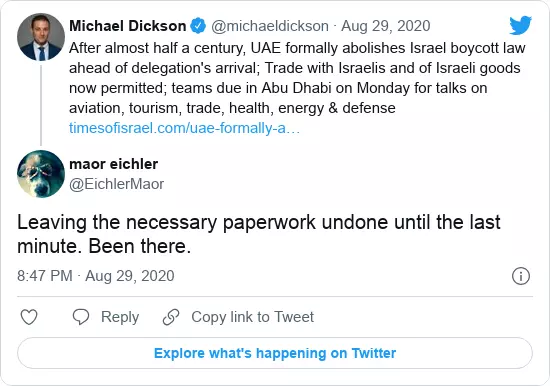 Michael Dickson @michaeldickson · Aug 29, 2020
After almost half a century, UAE formally abolishes Israel boycott law
ahead of delegation's arrival; Trade with Israelis and of Israeli goods
now permitted; teams due in Abu Dhabi on Monday for talks on
aviation, tourism, trade, health, energy & defense
timesofisrael.com/uae-formally-a…
maor eichler
@EichlerMaor
Leaving the necessary paperwork undone until the last
minute. Been there.
8:47 PM · Aug 29, 2020
Reply
Copy link to Tweet
Explore what's happening on Twitter